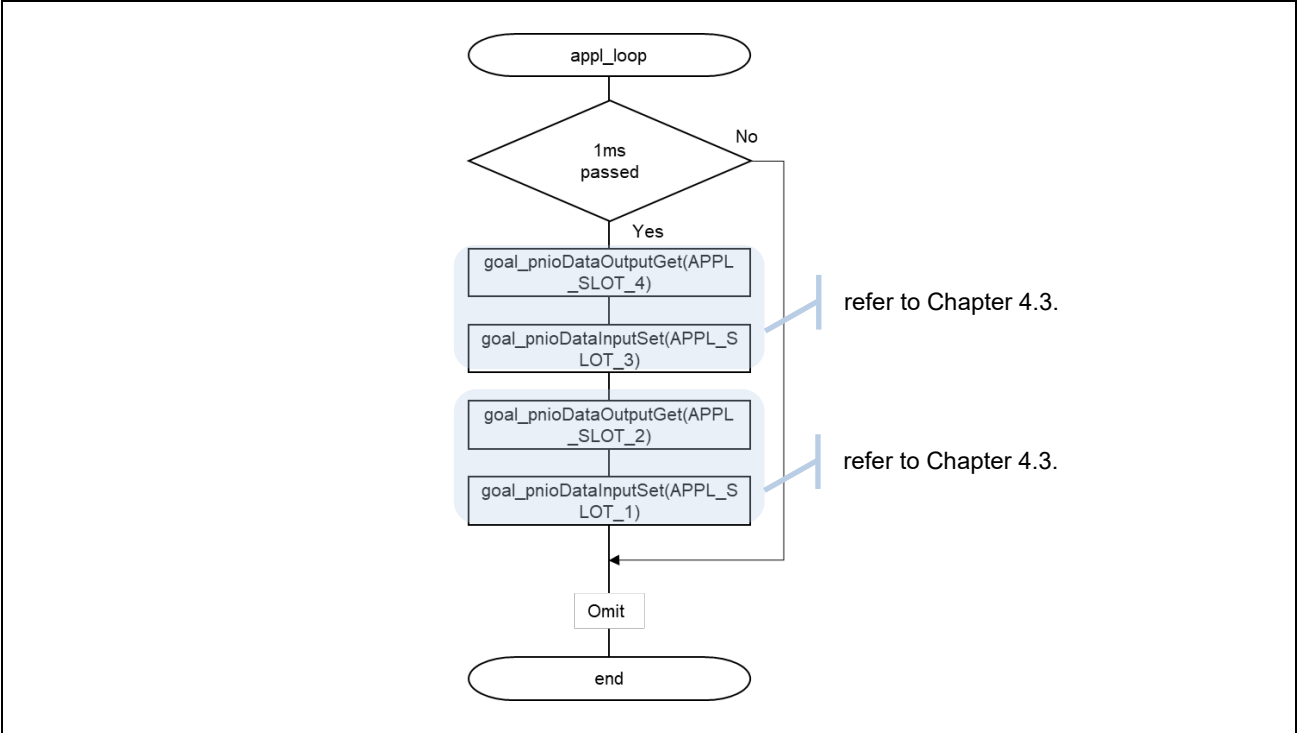 appl_loop
No
1ms
passed
Yes
goal_pnioDataOutputGet(APPL
_SLOT_4)
refer to Chapter 4.3.
goal_pnioDataInputSet(APPL_S
LOT_3)
goal_pnioDataOutputGet(APPL
_SLOT_2)
refer to Chapter 4.3.
goal_pnioDataInputSet(APPL_S
LOT_1)
Omit
end